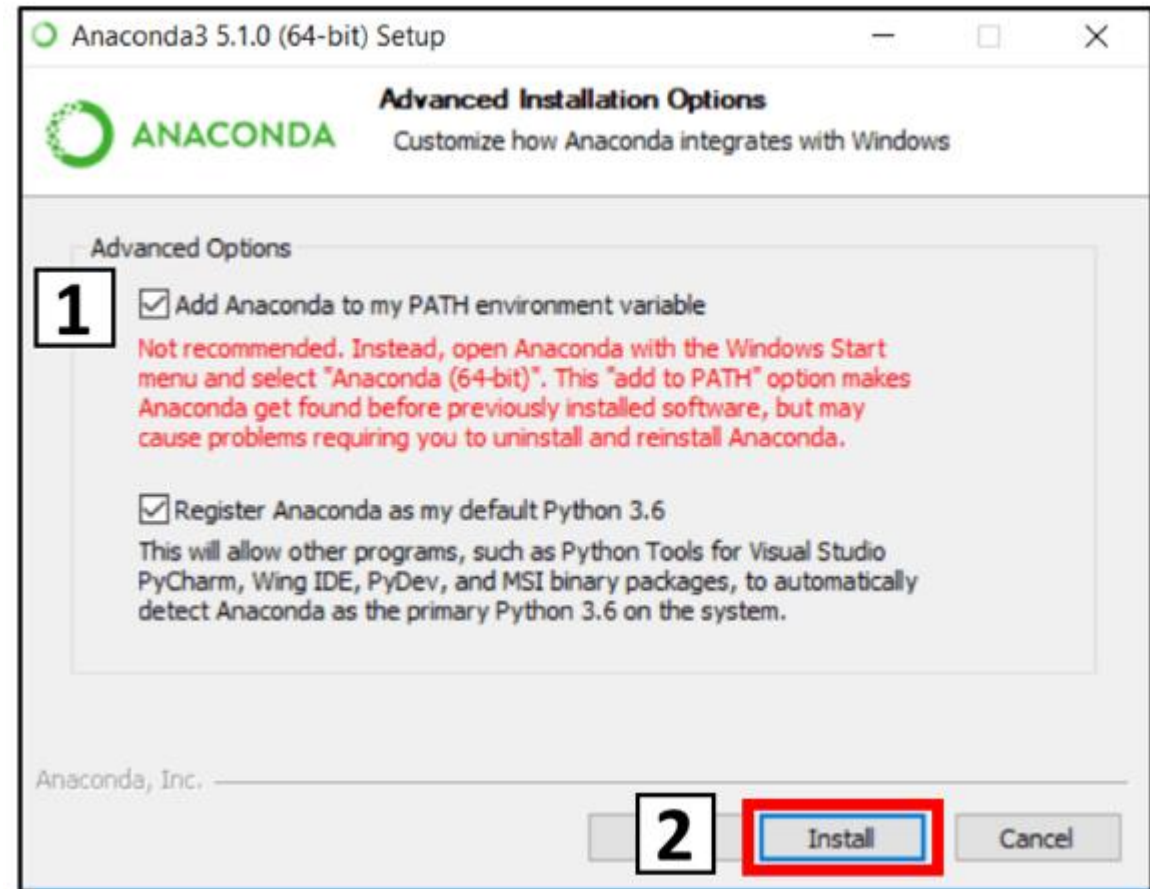 Anaconda3 5.1.0 (64-bit) Setup
ANACONDA
Advanced Installation Options
Customize how Anaconda integrates with Windows
Advanced Options
1
Add Anaconda to my PATH environment variable
Not recommended. Instead, open Anaconda with the Windows Start
menu and select "Anaconda (64-bit)". This "add to PATH" option makes
Anaconda get found before previously installed software, but may
cause problems requiring you to uninstall and reinstall Anaconda.
Register Anaconda as my default Python 3.6
This will allow other programs, such as Python Tools for Visual Studio
PyCharm, Wing IDE, PyDev, and MSI binary packages, to automatically
detect Anaconda as the primary Python 3.6 on the system.
Anaconda, Inc.
2
Install
Cancel